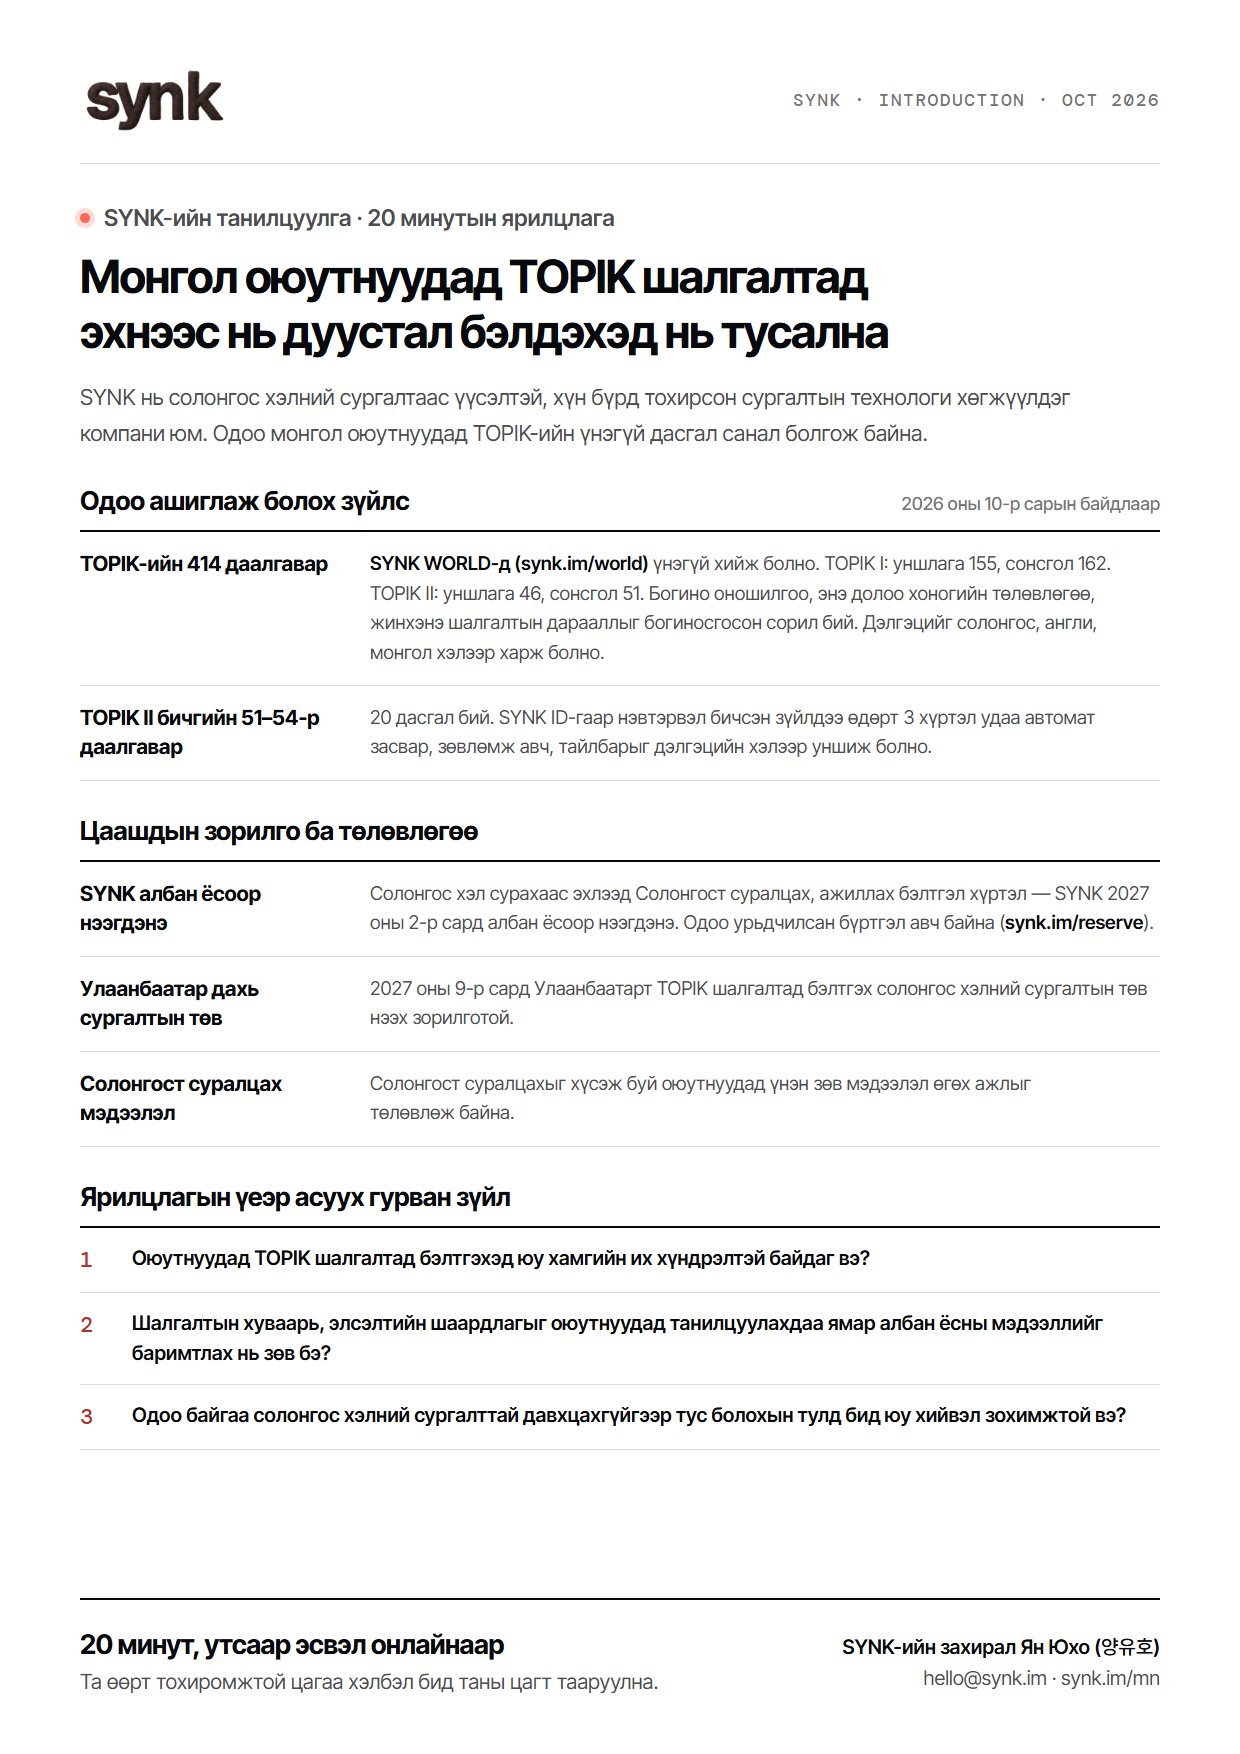 synk
SYNK · INTRODUCTION · OCT 2026
SYNK-ийн танилцуулга · 20 минутын ярилцлага
Монгол оюутнуудад TOPIK шалгалтад
эхнээс нь дуустал бэлдэхэд нь тусална
SYNK нь солонгос хэлний сургалтаас үүсэлтэй, хүн бүрд тохирсон сургалтын технологи хөгжүүлдэг
компани юм. Одоо монгол оюутнуудад TOPIK-ийн үнэгүй дасгал санал болгож байна.
Одоо ашиглаж болох зүйлс
2026 оны 10-р сарын байдлаар
TOPIK-ийн 414 даалгавар
SYNK WORLD-д (synk.im/world) үнэгүй хийж болно. TOPIK I: уншлага 155, сонсгол 162.
TOPIK II: уншлага 46, сонсгол 51. Богино оношилгоо, энэ долоо хоногийн төлөвлөгөө,
жинхэнэ шалгалтын дарааллыг богиносгосон сорил бий. Дэлгэцийг солонгос, англи,
монгол хэлээр харж болно.
TOPIK II бичгийн 51–54-р
даалгавар
20 дасгал бий. SYNK ID-гаар нэвтэрвэл бичсэн зүйлдээ өдөрт 3 хүртэл удаа автомат
засвар, зөвлөмж авч, тайлбарыг дэлгэцийн хэлээр уншиж болно.
Цаашдын зорилго ба төлөвлөгөө
SYNK албан ёсоор
нээгдэнэ
Солонгос хэл сурахаас эхлээд Солонгост суралцах, ажиллах бэлтгэл хүртэл — SYNK 2027
оны 2-р сард албан ёсоор нээгдэнэ. Одоо урьдчилсан бүртгэл авч байна (synk.im/reserve).
Улаанбаатар дахь
сургалтын төв
2027 оны 9-р сард Улаанбаатарт TOPIK шалгалтад бэлтгэх солонгос хэлний сургалтын төв
нээх зорилготой.
Солонгост суралцах
мэдээлэл
Солонгост суралцахыг хүсэж буй оюутнуудад үнэн зөв мэдээлэл өгөх ажлыг
төлөвлөж байна.
Ярилцлагын үеэр асуух гурван зүйл
1 Оюутнуудад TOPIK шалгалтад бэлтгэхэд юу хамгийн их хүндрэлтэй байдаг вэ?
2 Шалгалтын хуваарь, элсэлтийн шаардлагыг оюутнуудад танилцуулахдаа ямар албан ёсны мэдээллийг
баримтлах нь зөв бэ?
3 Одоо байгаа солонгос хэлний сургалттай давхцахгүйгээр тус болохын тулд бид юу хийвэл зохимжтой вэ?
20 минут, утсаар эсвэл онлайнаар
Та өөрт тохиромжтой цагаа хэлбэл бид таны цагт тааруулна.
SYNK-ийн захирал Ян Юхо (양유호)
hello@synk.im · synk.im/mn